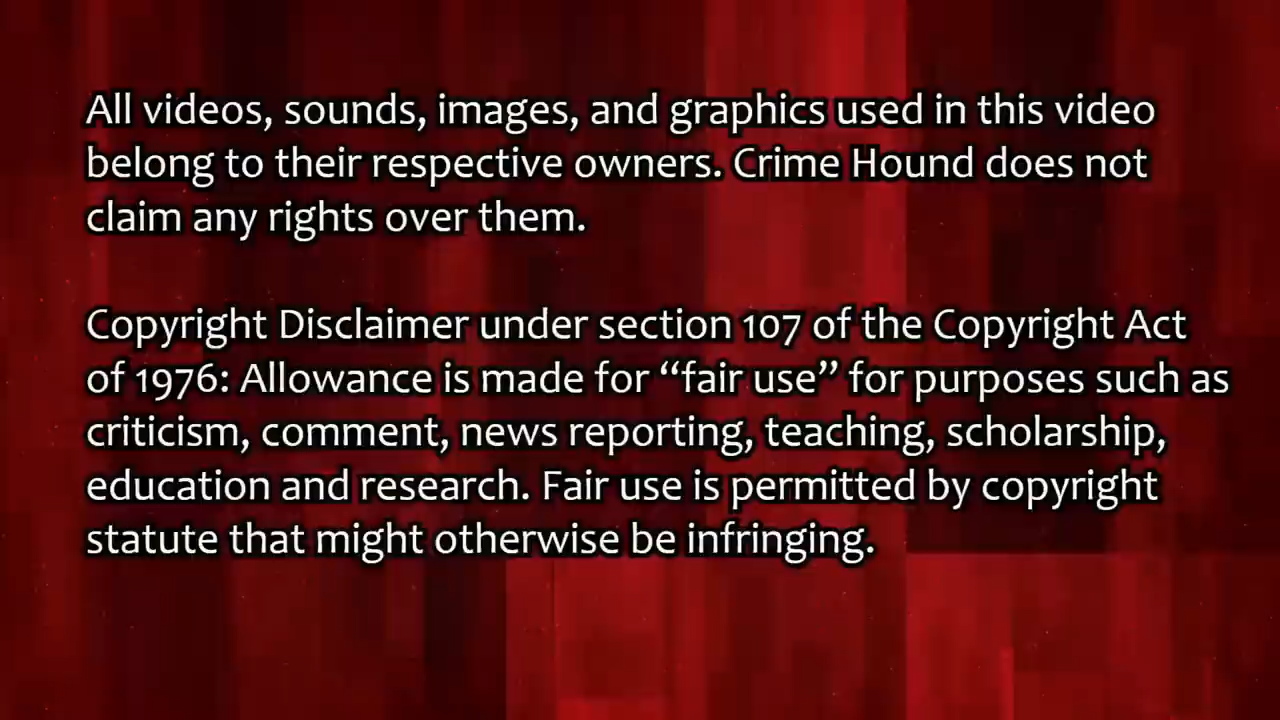 All videos, sounds, images, and graphics used in this video
belong to their respective owners. Crime Hound does not
claim any rights over them.
Copyright Disclaimer under section 107 of the Copyright Act
of 1976: Allowance is made for “fair use” for purposes such as
criticism, comment, news reporting, teaching, scholarship,
education and research. Fair use is permitted by copyright
statute that might otherwise be infringing.